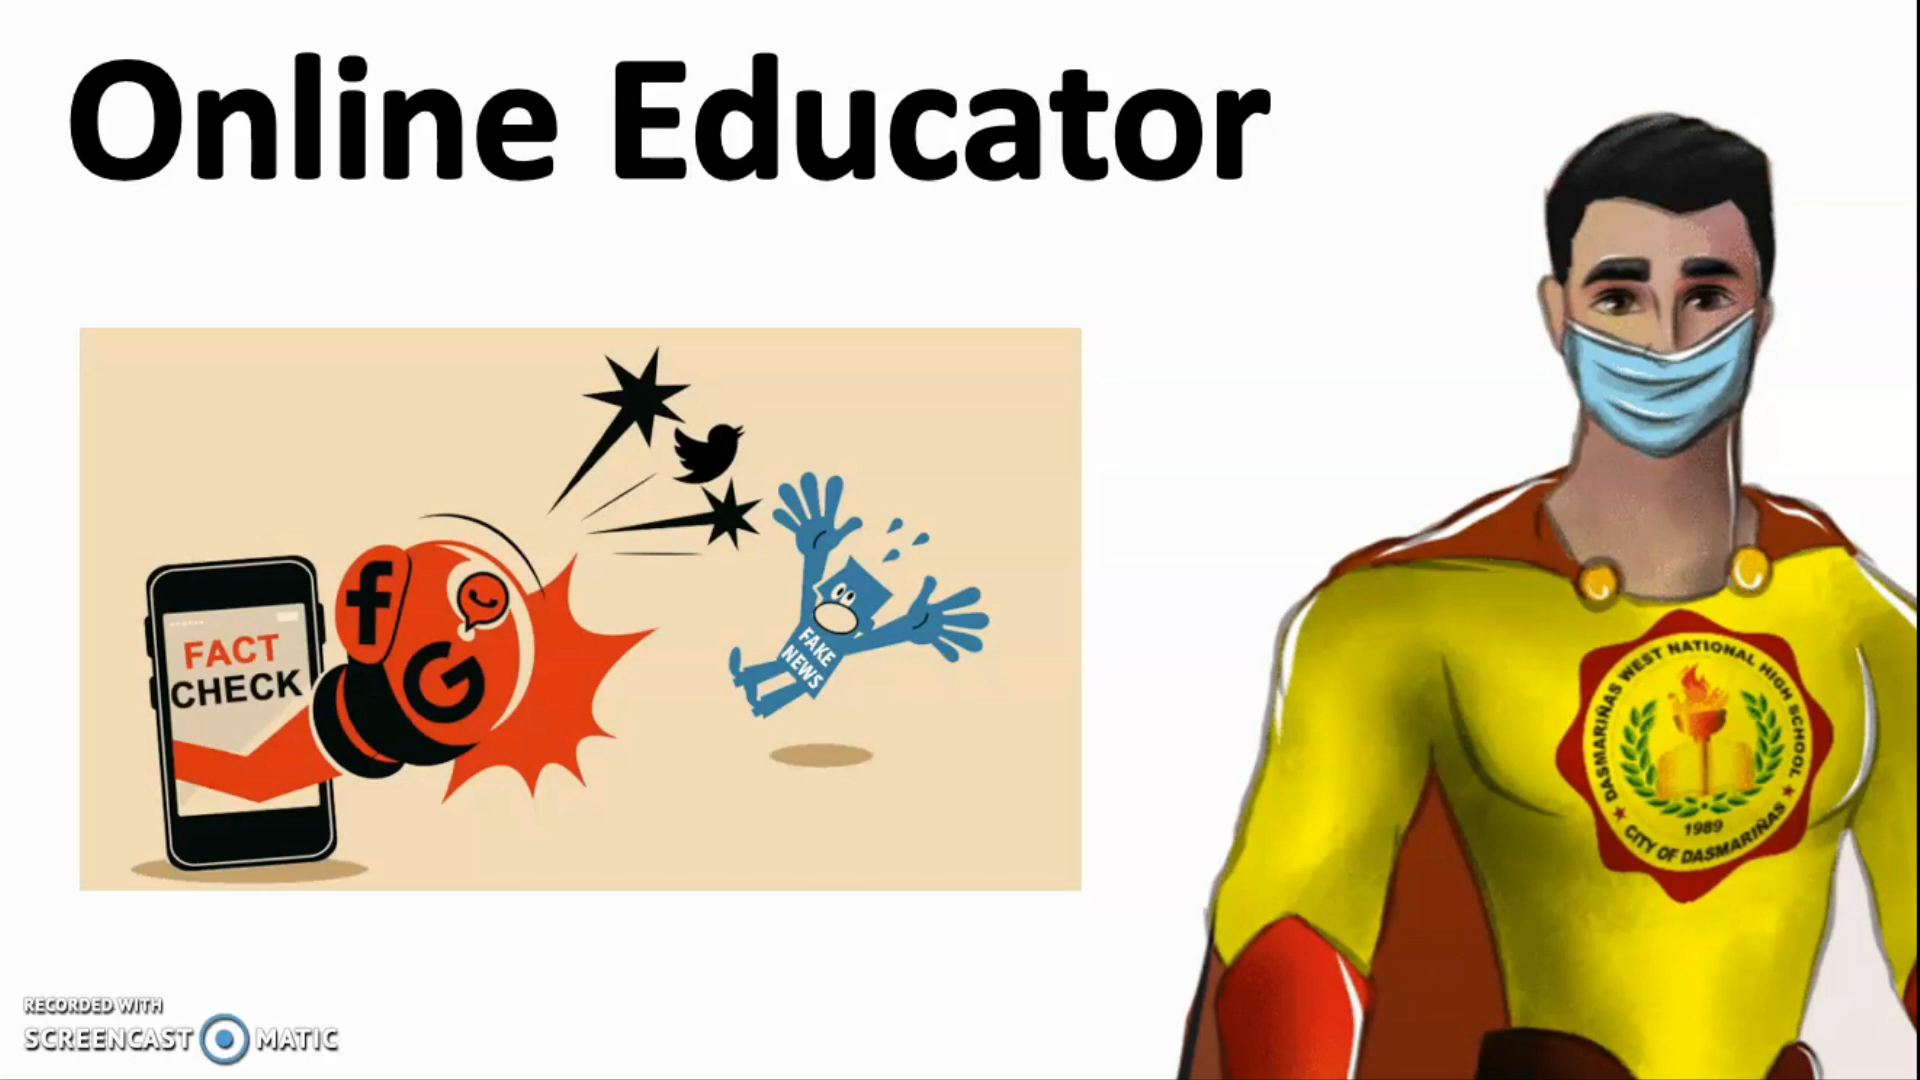 Online Educator
FACT
CHECK
f
G
FAKE
NEWS
DASMARIÑAS WEST NATIONAL HIGH SCHOOL
1989
CITY OF DASMARIÑAS
RECORDED WITH
SCREENCAST MATIC